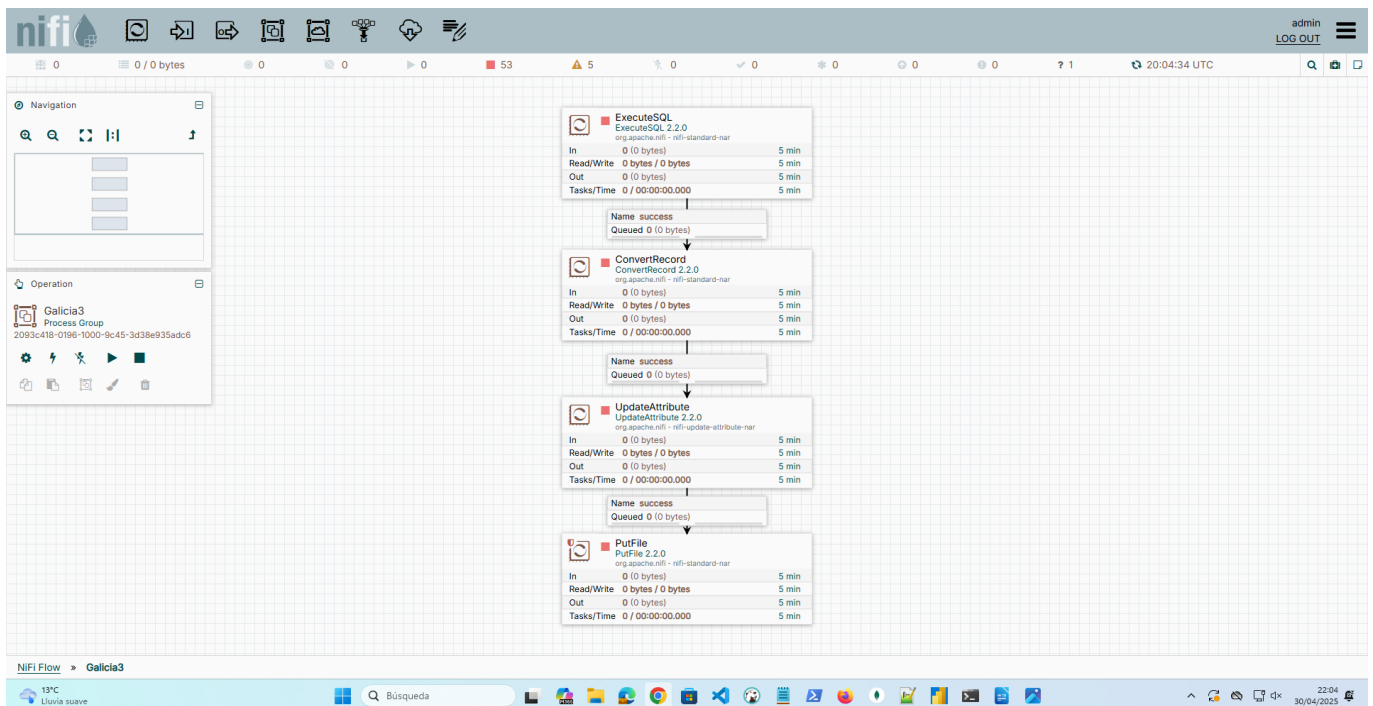 nifi
admin
LOG OUT
0
0 / 0 bytes
0
0
0
53
5
0
0
0
0
0
? 1
20:04:34 UTC
Navigation
Operation
Galicia3
Process Group
2093c418-0196-1000-9c45-3d38e935adc6
ExecuteSQL
ExecuteSQL 2.2.0
org.apache.nifi - nifi-standard-nar
In 0 (0 bytes) 5 min
Read/Write 0 bytes / 0 bytes 5 min
Out 0 (0 bytes) 5 min
Tasks/Time 0 / 00:00:00.000 5 min
Name success
Queued 0 (0 bytes)
ConvertRecord
ConvertRecord 2.2.0
org.apache.nifi - nifi-standard-nar
In 0 (0 bytes) 5 min
Read/Write 0 bytes / 0 bytes 5 min
Out 0 (0 bytes) 5 min
Tasks/Time 0 / 00:00:00.000 5 min
Name success
Queued 0 (0 bytes)
UpdateAttribute
UpdateAttribute 2.2.0
org.apache.nifi - nifi-update-attribute-nar
In 0 (0 bytes) 5 min
Read/Write 0 bytes / 0 bytes 5 min
Out 0 (0 bytes) 5 min
Tasks/Time 0 / 00:00:00.000 5 min
Name success
Queued 0 (0 bytes)
PutFile
PutFile 2.2.0
org.apache.nifi - nifi-standard-nar
In 0 (0 bytes) 5 min
Read/Write 0 bytes / 0 bytes 5 min
Out 0 (0 bytes) 5 min
Tasks/Time 0 / 00:00:00.000 5 min
NiFi Flow » Galicia3
13°C
Lluvia suave
Búsqueda
22:04
30/04/2025